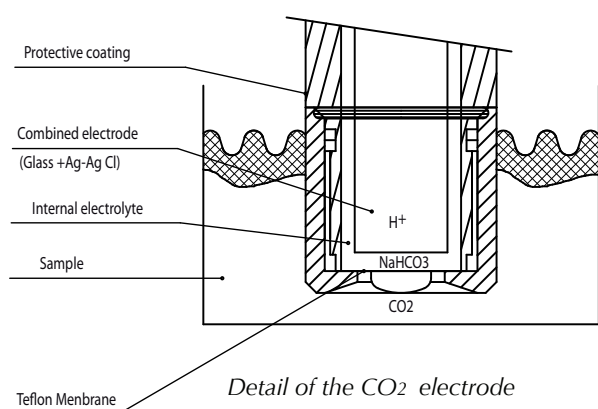 Protective coating
Combined electrode
(Glass +Ag-Ag Cl)
H+
Internal electrolyte
NaHCO3
Sample
CO2
Teflon Menbrane
Detail of the CO2 electrode